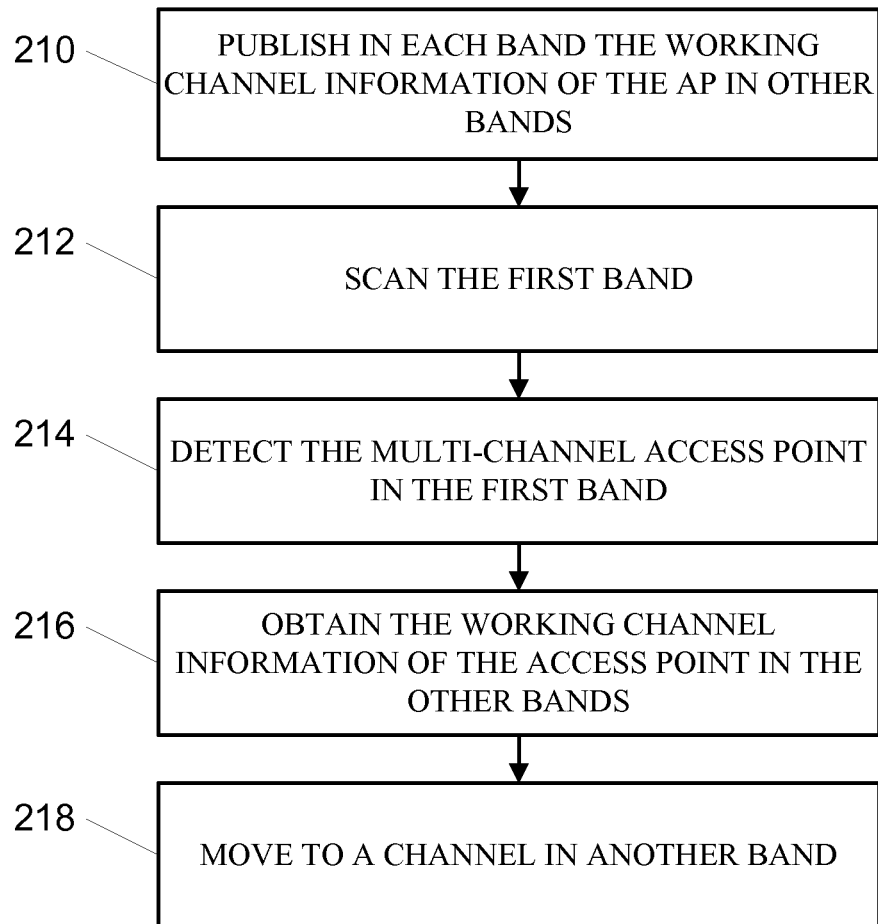 210
PUBLISH IN EACH BAND THE WORKING
CHANNEL INFORMATION OF THE AP IN OTHER
BANDS
212
SCAN THE FIRST BAND
214
DETECT THE MULTI-CHANNEL ACCESS POINT
IN THE FIRST BAND
216
OBTAIN THE WORKING CHANNEL
INFORMATION OF THE ACCESS POINT IN THE
OTHER BANDS
218
MOVE TO A CHANNEL IN ANOTHER BAND